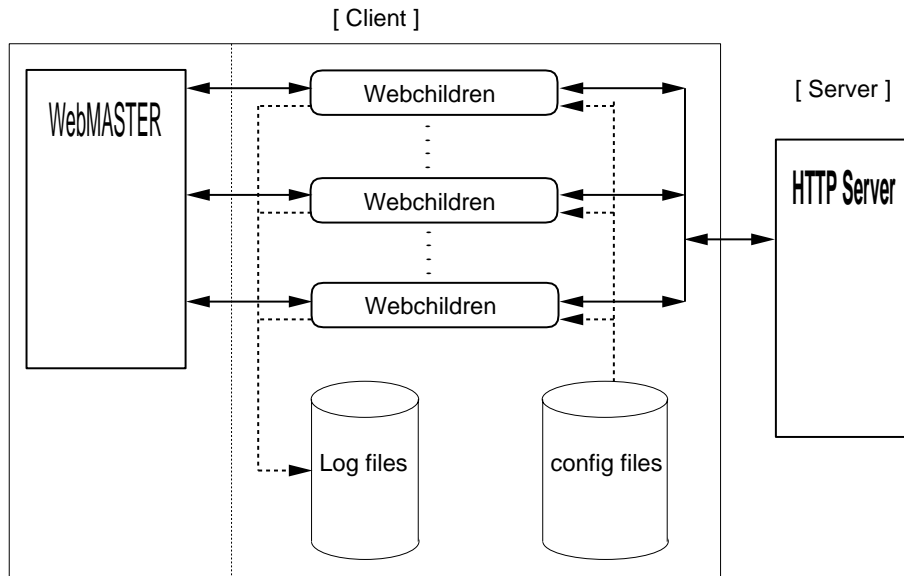 [ Client ]
WebMASTER
Webchildren
[ Server ]
HTTP Server
Webchildren
Webchildren
Log files
config files